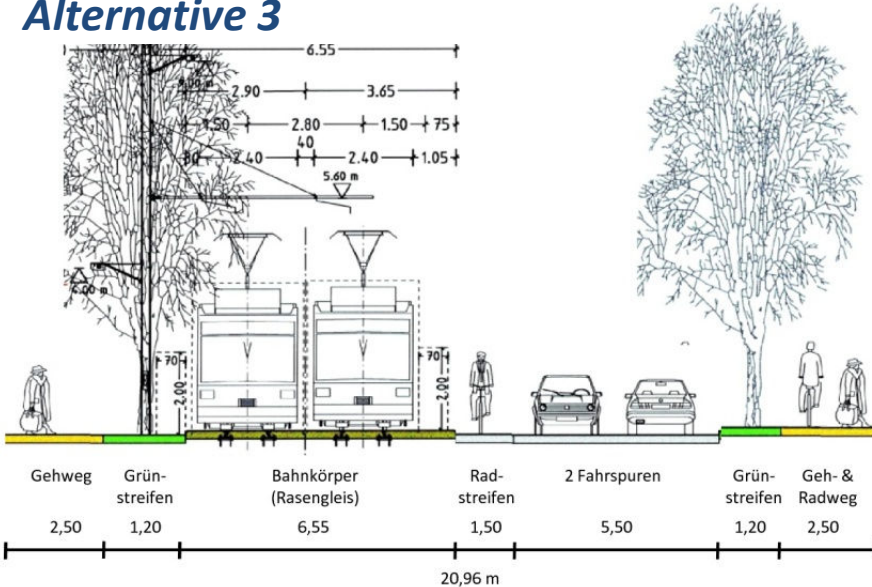 Alternative 3
6.55
2.90 3.65
1.50 2.80 1.50 75
40
2.40 2.40 1.05
5.60 m
70
2.00
70
2.00
Gehweg Grün- Bahnkörper Rad- 2 Fahrspuren Grün- Geh- &
streifen (Rasengleis) streifen streifen Radweg
2,50 1,20 6,55 1,50 5,50 1,20 2,50
20,96 m